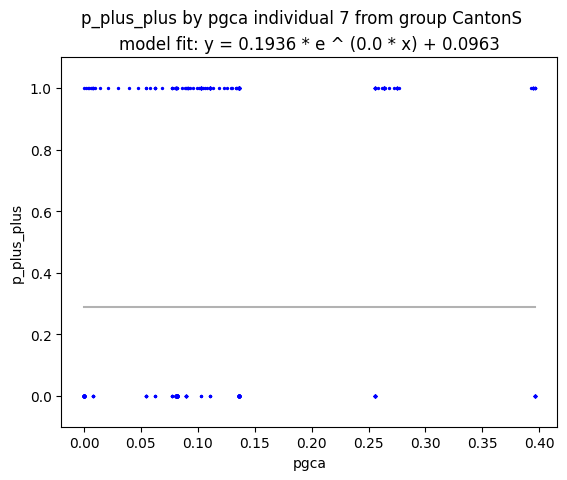 p_plus_plus by pgca individual 7 from group CantonS
model fit: y = 0.1936 * e ^ (0.0 * x) + 0.0963
1.0
0.8
0.6
0.4
0.2
0.0
p_plus_plus
0.00 0.05 0.10 0.15 0.20 0.25 0.30 0.35 0.40
pgca